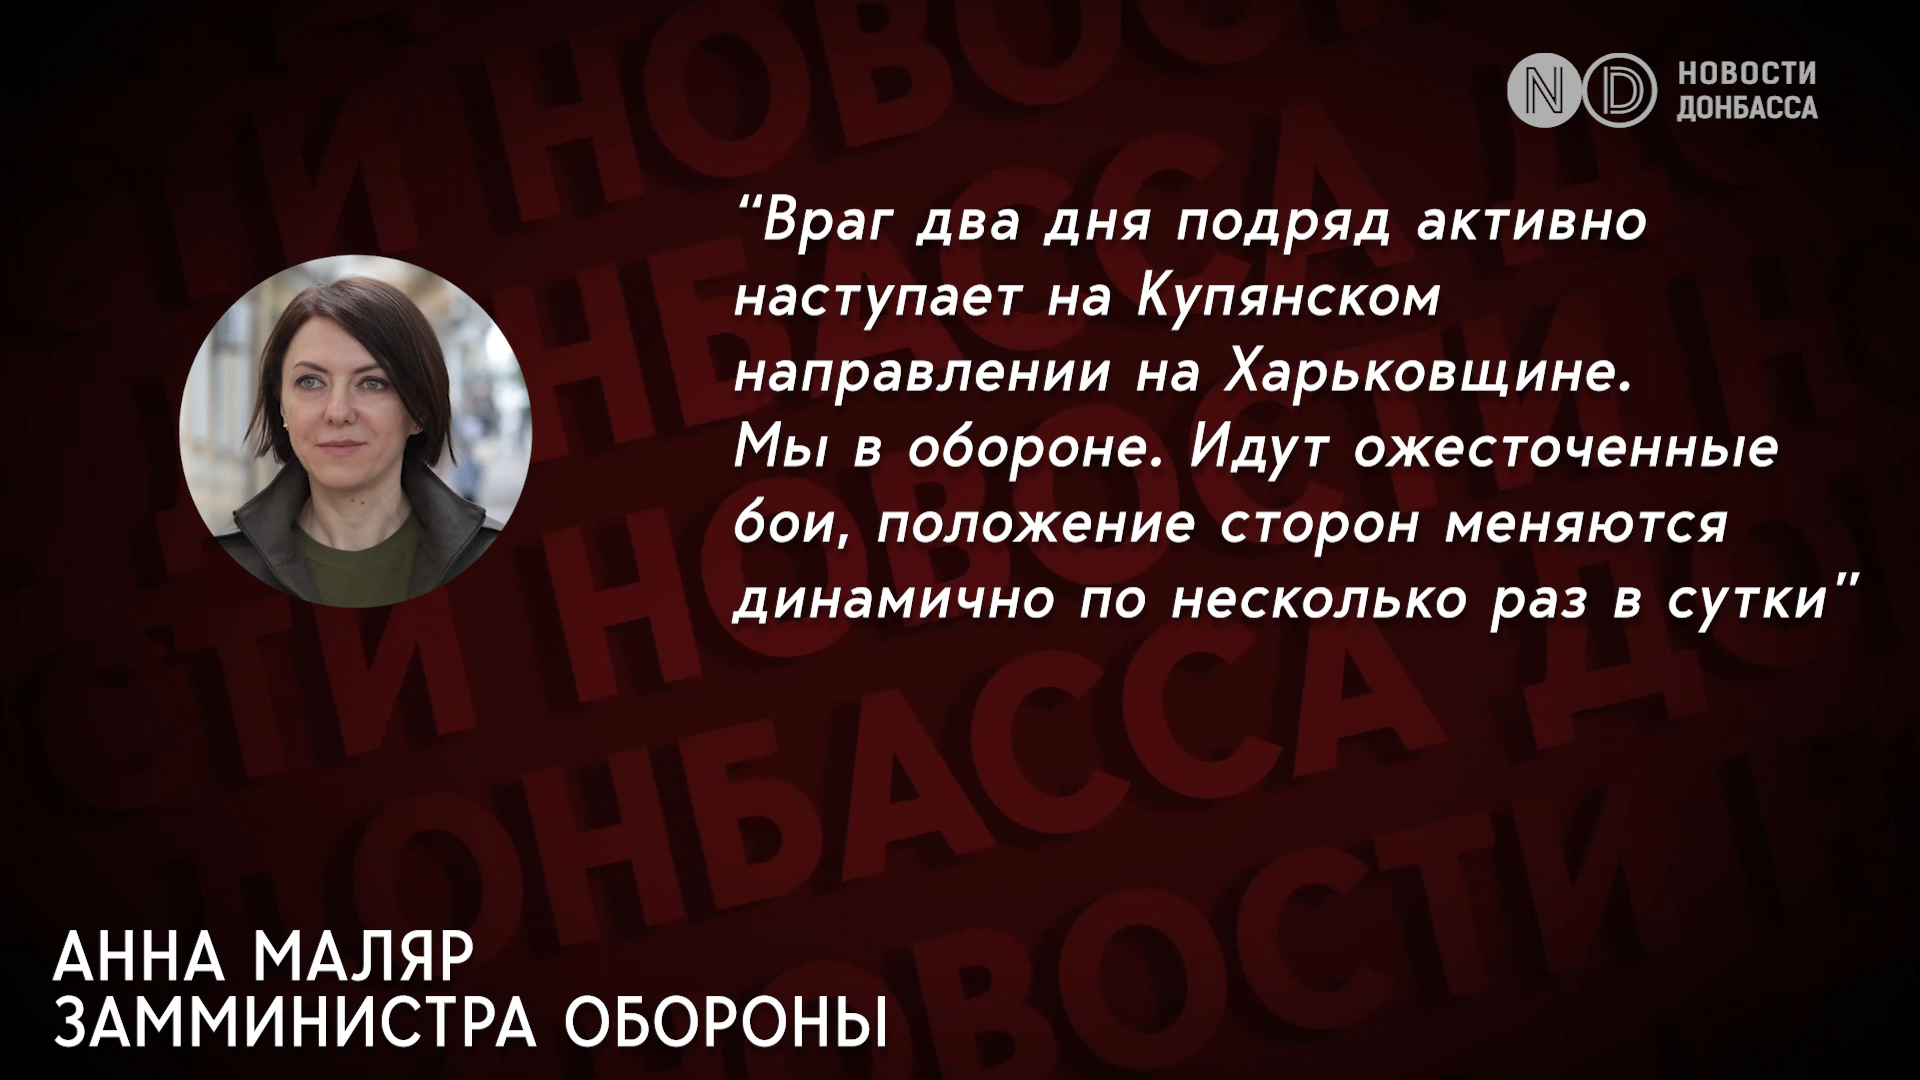 НОВОСТИ
ДОНБАССА
“Враг два дня подряд активно
наступает на Купянском
направлении на Харьковщине.
Мы в обороне. Идут ожесточенные
бои, положение сторон меняются
динамично по несколько раз в сутки”
АННА МАЛЯР
ЗАММИНИСТРА ОБОРОНЫ